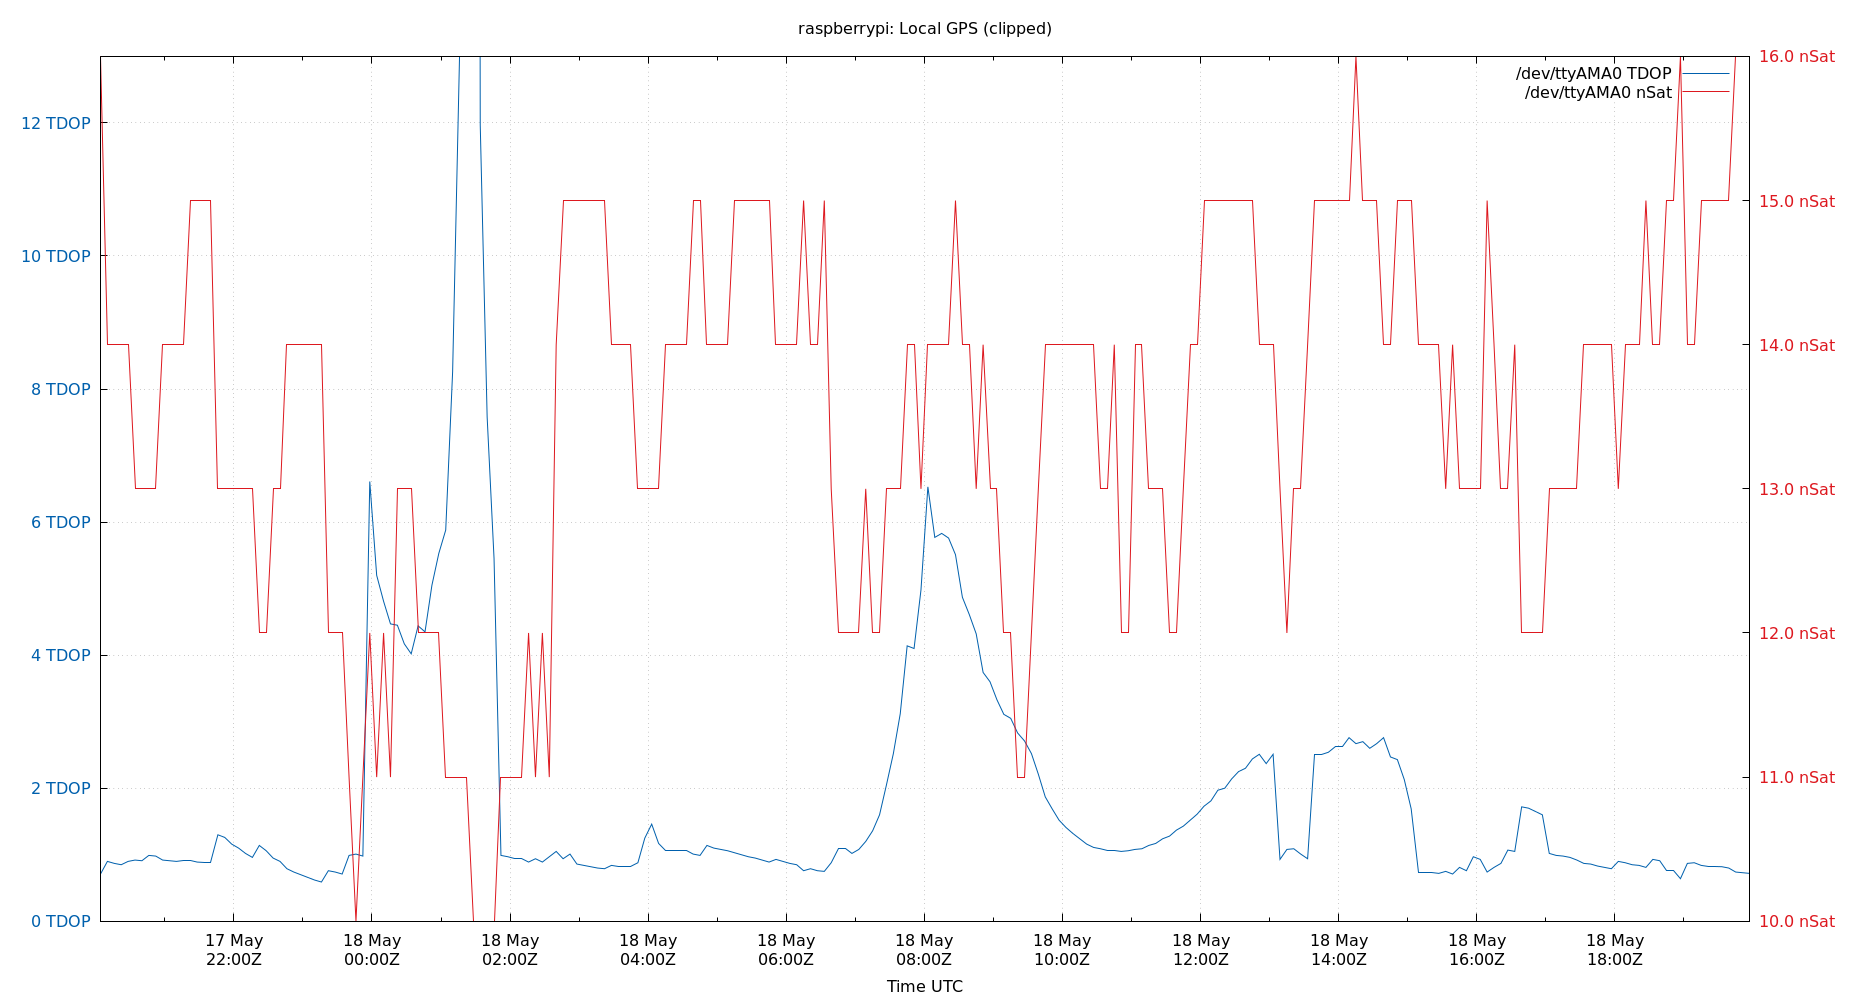 raspberrypi: Local GPS (clipped)
/dev/ttyAMA0 TDOP
/dev/ttyAMA0 nSat
12 TDOP
10 TDOP
8 TDOP
6 TDOP
4 TDOP
2 TDOP
0 TDOP
16.0 nSat
15.0 nSat
14.0 nSat
13.0 nSat
12.0 nSat
11.0 nSat
10.0 nSat
17 May
22:00Z
18 May
00:00Z
18 May
02:00Z
18 May
04:00Z
18 May
06:00Z
18 May
08:00Z
18 May
10:00Z
18 May
12:00Z
18 May
14:00Z
18 May
16:00Z
18 May
18:00Z
Time UTC